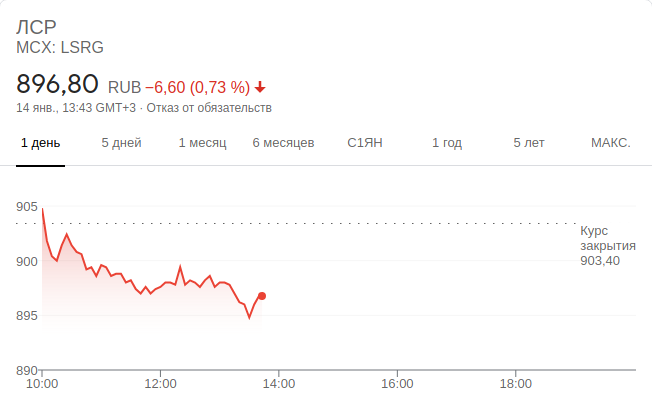 ЛСР
MCX: LSRG
896,80 RUB −6,60 (0,73 %)
14 янв., 13:43 GMT+3 · Отказ от обязательств
1 день 5 дней 1 месяц 6 месяцев С1ЯН 1 год 5 лет МАКС.
905
Курс
закрытия
903,40
900
895
890
10:00 12:00 14:00 16:00 18:00